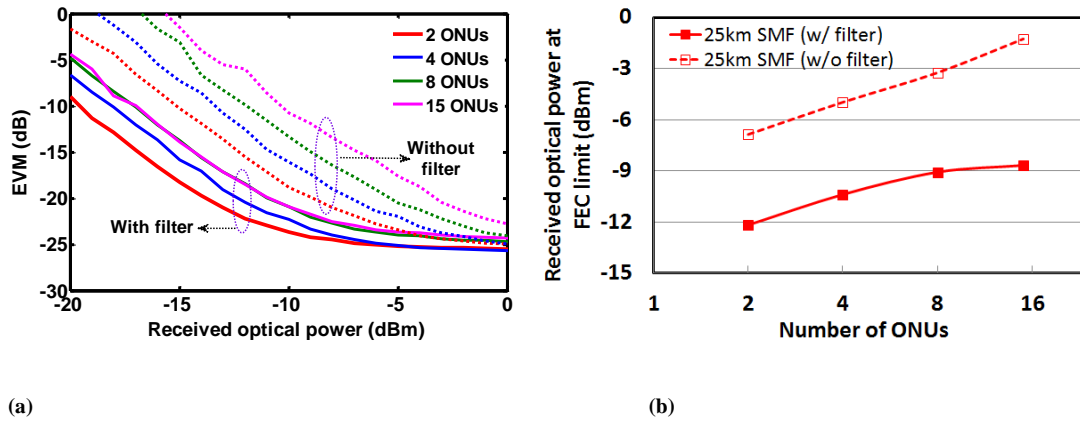 0
-5
-10
-15
-20
-25
-30
EVM (dB)
-20
-15
-10
-5
0
Received optical power (dBm)
2 ONUs
4 ONUs
8 ONUs
15 ONUs
Without
filter
With filter
(a)
0
-3
-6
-9
-12
-15
Received optical power at
FEC limit (dBm)
25km SMF (w/ filter)
25km SMF (w/o filter)
1
2
4
8
16
Number of ONUs
(b)